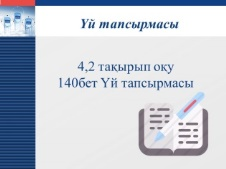 Үй тапсырмасы
4,2 тақырып оқу
140бет Үй тапсырмасы